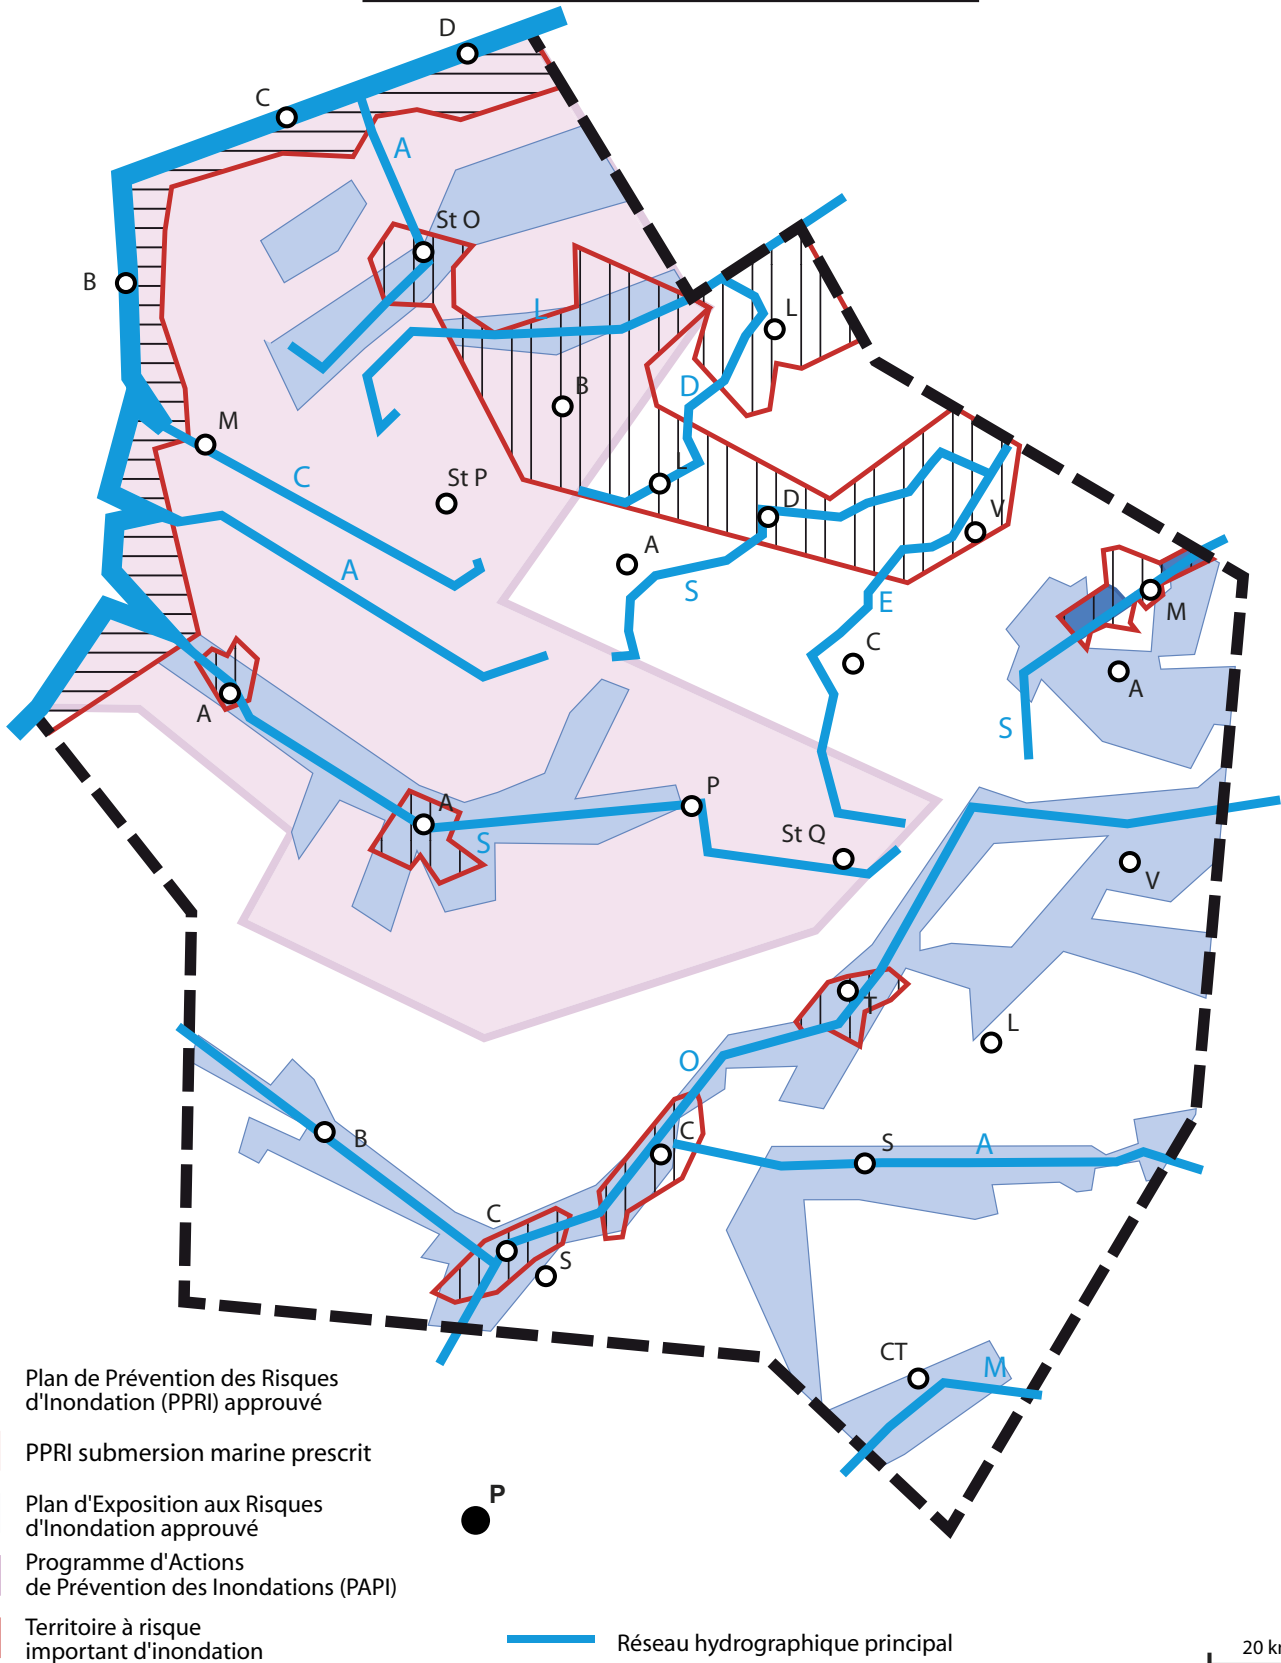 D
C
A
St O
B
L
L
B
D
M
L
C
St P
D
V
A
A
S
E
M
C
A
A
S
P
A
St Q
S
V
T
L
O
C
B
S
A
C
S
CT
M
Plan de Prévention des Risques
d'Inondation (PPRI) approuvé
PPRI submersion marine prescrit
Plan d'Exposition aux Risques
d'Inondation approuvé
P
Programme d'Actions
de Prévention des Inondations (PAPI)
Territoire à risque
important d'inondation
Réseau hydrographique principal
20